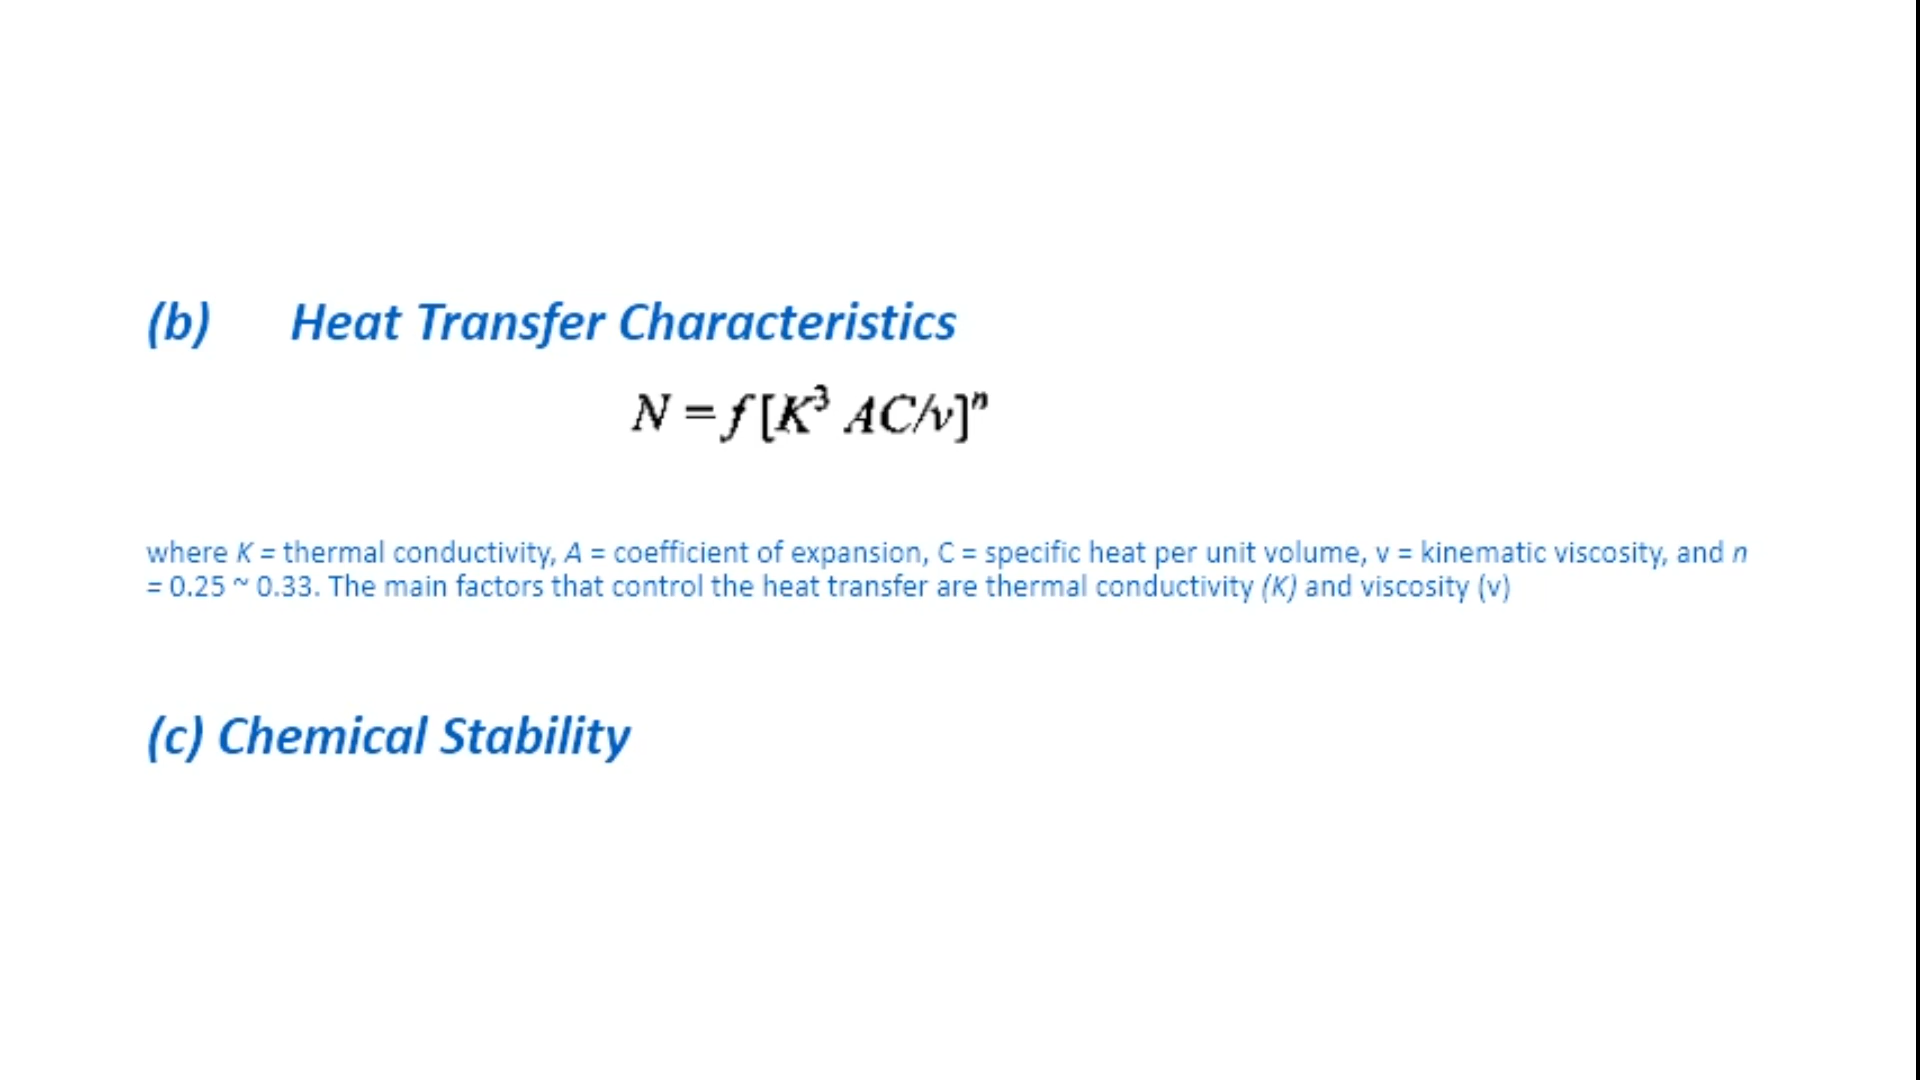 (b) Heat Transfer Characteristics
N = f [K³ AC/ν]ⁿ
where K = thermal conductivity, A = coefficient of expansion, C = specific heat per unit volume, v = kinematic viscosity, and n
= 0.25 ~ 0.33. The main factors that control the heat transfer are thermal conductivity (K) and viscosity (v)
(c) Chemical Stability